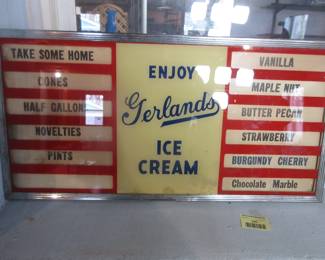 TAKE SOME HOME
CONES
HALF GALLONS
NOVELTIES
PINTS
ENJOY
Gerlands
ICE
CREAM
VANILLA
MAPLE NUT
BUTTER PECAN
STRAWBERRY
BURGUNDY CHERRY
Chocolate Marble